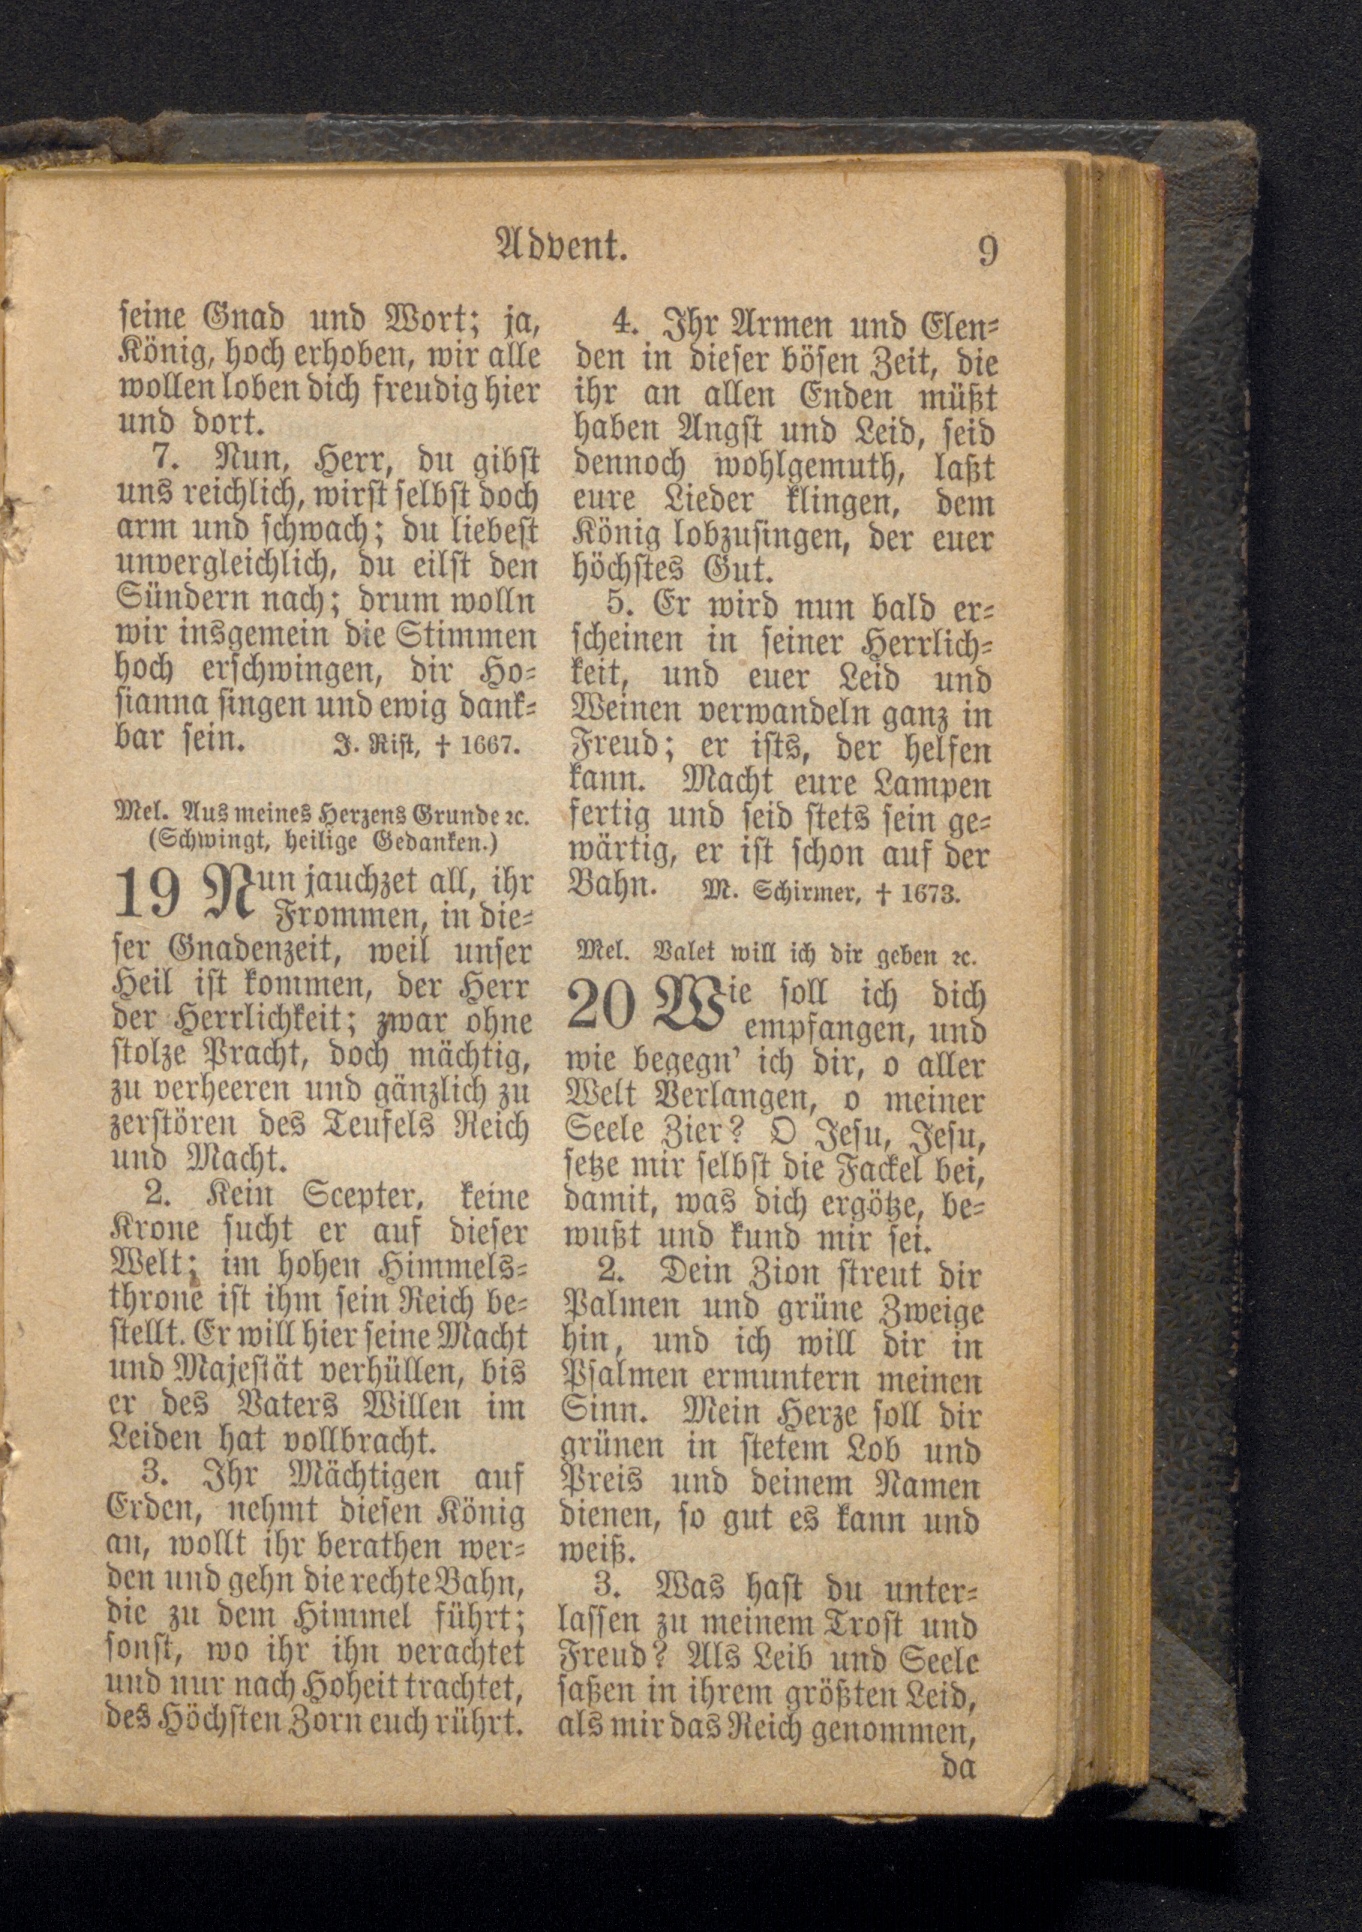 Advent.
9
seine Gnad und Wort; ja,
König, hoch erhoben, wir alle
wollen loben dich freudig hier
und dort.
7. Nun, Herr, du gibst
uns reichlich, wirst selbst doch
arm und schwach; du liebest
unvergleichlich, du eilst den
Sündern nach; drum wolln
wir insgemein die Stimmen
hoch erschwingen, dir Ho-
sianna singen und ewig dank-
bar sein. J. Rist, † 1667.
Mel. Aus meines Herzens Grunde ꝛc.
(Schwingt, heilige Gedanken.)
19 Nun jauchzet all, ihr
Frommen, in die-
ser Gnadenzeit, weil unser
Heil ist kommen, der Herr
der Herrlichkeit; zwar ohne
stolze Pracht, doch mächtig,
zu verheeren und gänzlich zu
zerstören des Teufels Reich
und Macht.
2. Kein Scepter, keine
Krone sucht er auf dieser
Welt; im hohen Himmels-
throne ist ihm sein Reich be-
stellt. Er will hier seine Macht
und Majestät verhüllen, bis
er des Vaters Willen im
Leiden hat vollbracht.
3. Ihr Mächtigen auf
Erden, nehmt diesen König
an, wollt ihr berathen wer-
den und gehn die rechte Bahn,
die zu dem Himmel führt;
sonst, wo ihr ihn verachtet
und nur nach Hoheit trachtet,
des Höchsten Zorn euch rührt.
4. Ihr Armen und Elen-
den in dieser bösen Zeit, die
ihr an allen Enden müßt
haben Angst und Leid, seid
dennoch wohlgemuth, laßt
eure Lieder klingen, dem
König lobzusingen, der euer
höchstes Gut.
5. Er wird nun bald er-
scheinen in seiner Herrlich-
keit, und euer Leid und
Weinen verwandeln ganz in
Freud; er ists, der helfen
kann. Macht eure Lampen
fertig und seid stets sein ge-
wärtig, er ist schon auf der
Bahn. M. Schirmer, † 1673.
Mel. Valet will ich dir geben ꝛc.
20 Wie soll ich dich
empfangen, und
wie begegn' ich dir, o aller
Welt Verlangen, o meiner
Seele Zier? O Jesu, Jesu,
setze mir selbst die Fackel bei,
damit, was dich ergötze, be-
wußt und kund mir sei.
2. Dein Zion streut dir
Palmen und grüne Zweige
hin, und ich will dir in
Psalmen ermuntern meinen
Sinn. Mein Herze soll dir
grünen in stetem Lob und
Preis und deinem Namen
dienen, so gut es kann und
weiß.
3. Was hast du unter-
lassen zu meinem Trost und
Freud? Als Leib und Seele
saßen in ihrem größten Leid,
als mir das Reich genommen,
da